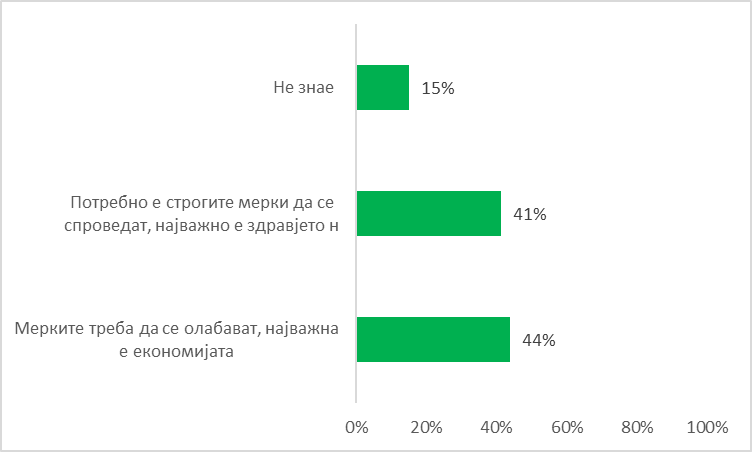 Не знае
15%
Потребно е строгите мерки да се
спроведат, најважно е здравјето н
41%
Мерките треба да се олабават, најважна
е економијата
44%
0% 20% 40% 60% 80% 100%